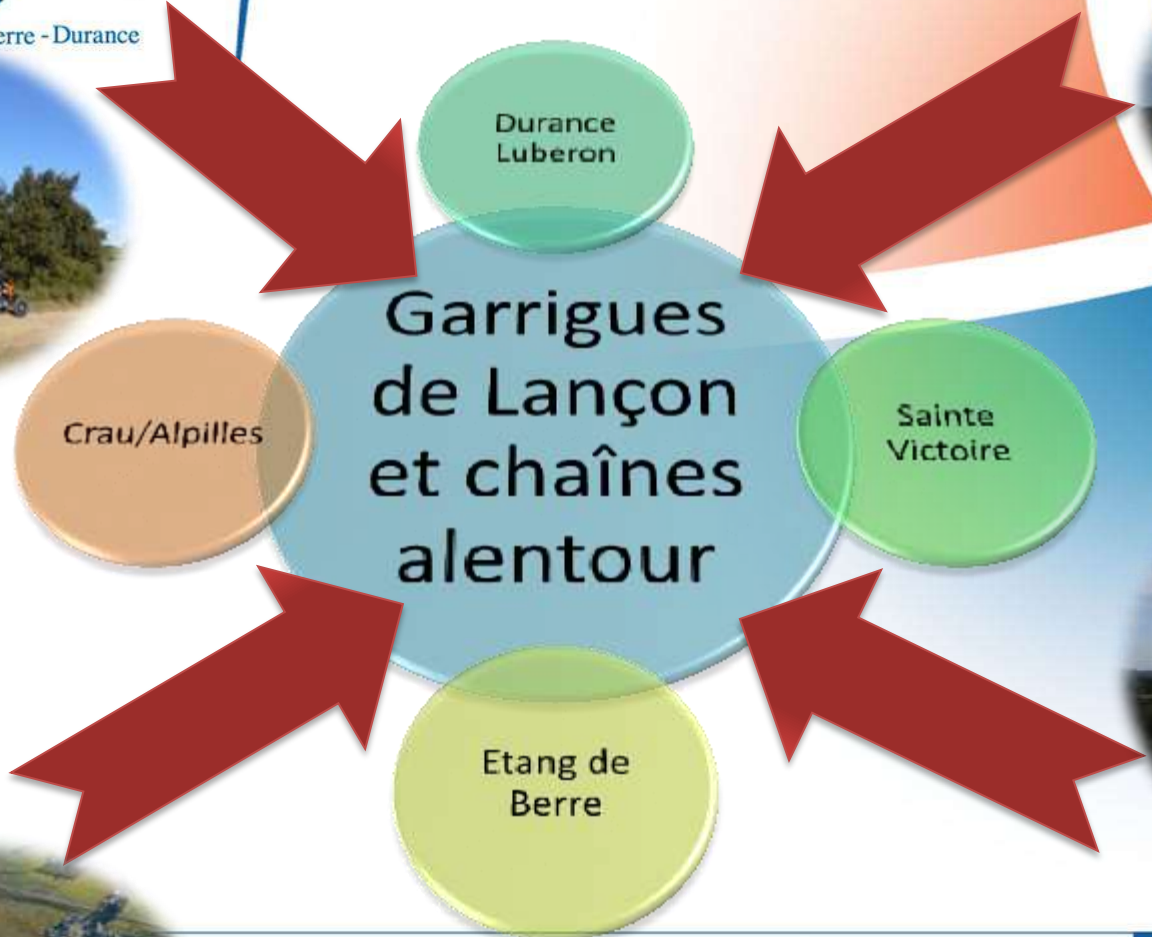 erre - Durance
Durance
Luberon
Garrigues
de Lançon
et chaînes
alentour
Crau/Alpilles
Sainte
Victoire
Etang de
Berre